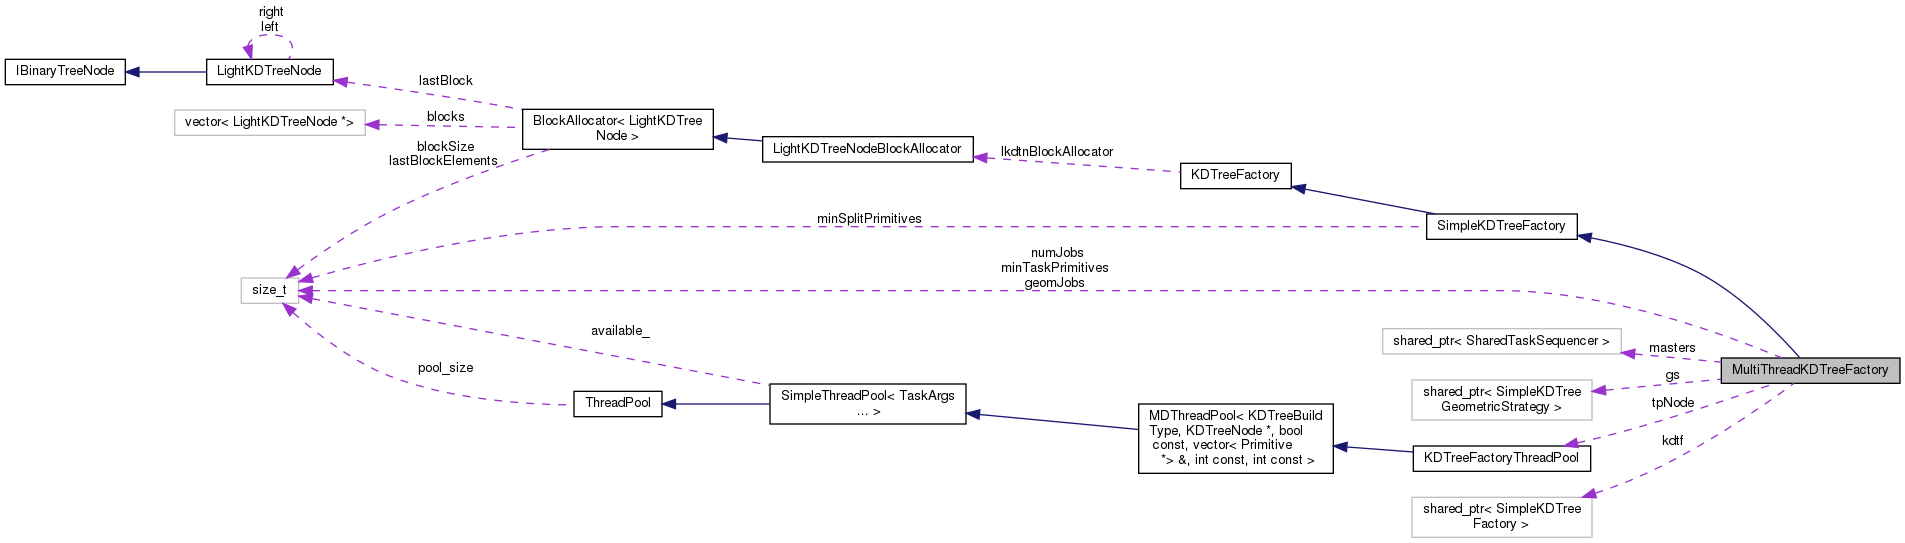 right
left
IBinaryTreeNode
LightKDTreeNode
lastBlock
vector< LightKDTreeNode *>
blocks
BlockAllocator< LightKDTree
Node >
blockSize
lastBlockElements
LightKDTreeNodeBlockAllocator
lkdtnBlockAllocator
KDTreeFactory
minSplitPrimitives
SimpleKDTreeFactory
numJobs
minTaskPrimitives
geomJobs
size_t
available_
pool_size
ThreadPool
SimpleThreadPool< TaskArgs
... >
MDThreadPool< KDTreeBuild
Type, KDTreeNode *, bool
const, vector< Primitive
*> &, int const, int const >
shared_ptr< SharedTaskSequencer >
masters
MultiThreadKDTreeFactory
gs
shared_ptr< SimpleKDTree
GeometricStrategy >
tpNode
KDTreeFactoryThreadPool
kdtf
shared_ptr< SimpleKDTree
Factory >